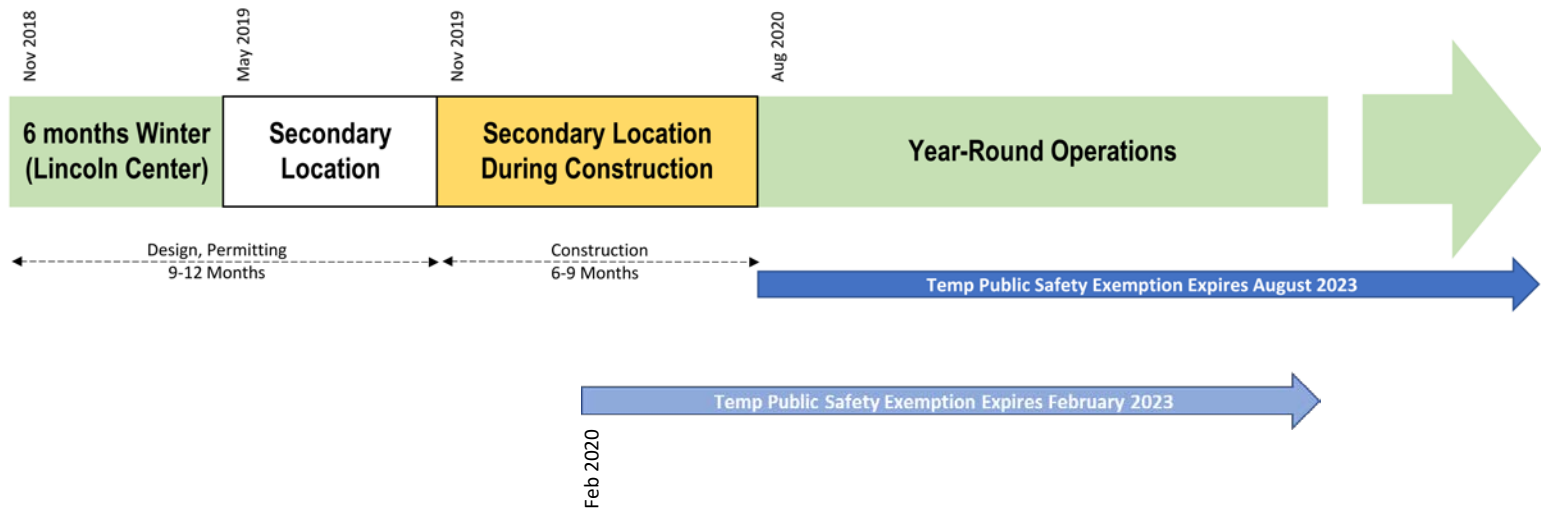 Nov 2018
May 2019
Nov 2019
Aug 2020
6 months Winter
(Lincoln Center)
Secondary
Location
Secondary Location
During Construction
Year-Round Operations
Design, Permitting
9-12 Months
Construction
6-9 Months
Temp Public Safety Exemption Expires August 2023
Temp Public Safety Exemption Expires February 2023
Feb 2020